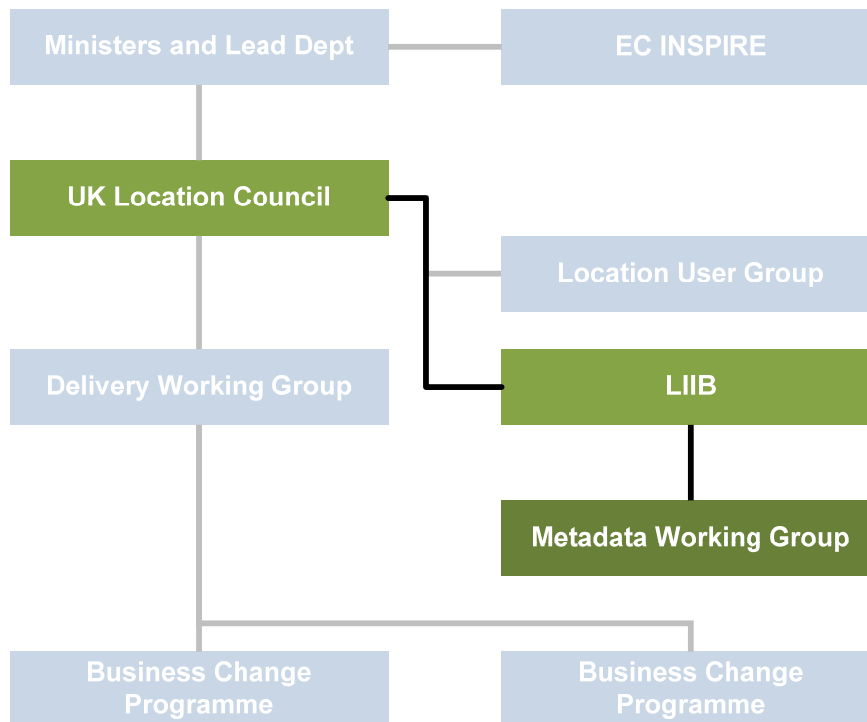 Ministers and Lead Dept
EC INSPIRE
UK Location Council
Location User Group
Delivery Working Group
LIIB
Metadata Working Group
Business Change
Programme
Business Change
Programme